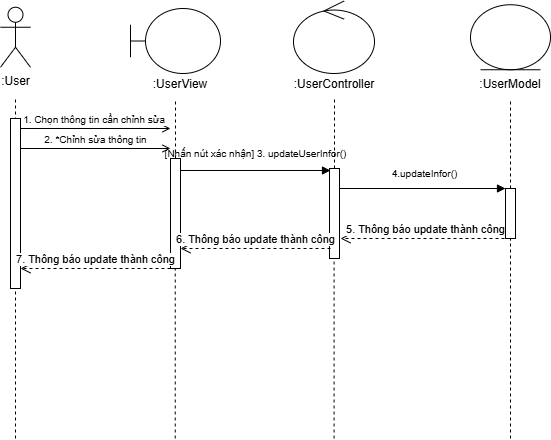 :User
:UserView
:UserController
:UserModel
1. Chọn thông tin cần chỉnh sửa
2. *Chỉnh sửa thông tin
[Nhấn nút xác nhận] 3. updateUserInfor()
4.updateInfor()
5. Thông báo update thành công
6. Thông báo update thành công
7. Thông báo update thành công